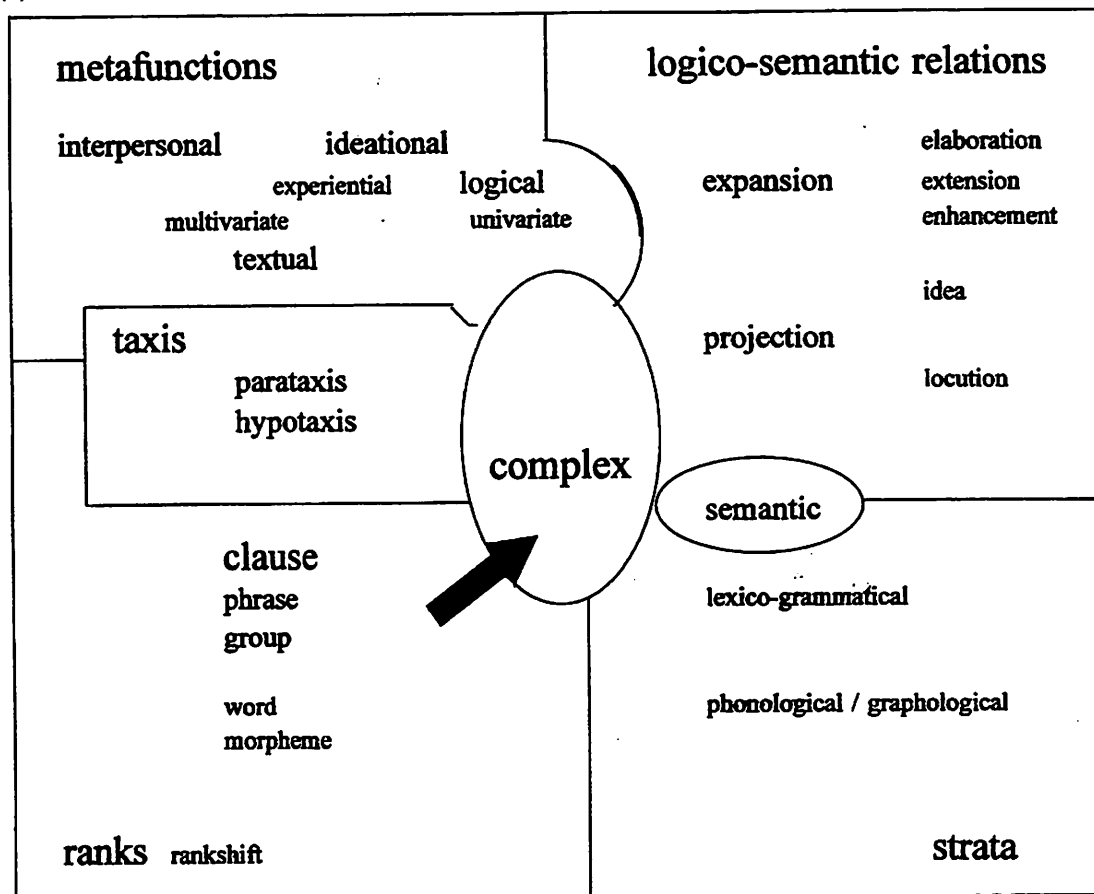 metafunctions
interpersonal ideational
experiential logical
multivariate univariate
textual
logico-semantic relations
elaboration
expansion extension
enhancement
idea
projection
locution
taxis
parataxis
hypotaxis
complex
semantic
clause
phrase
group
word
morpheme
ranks rankshift
lexico-grammatical
phonological / graphological
strata